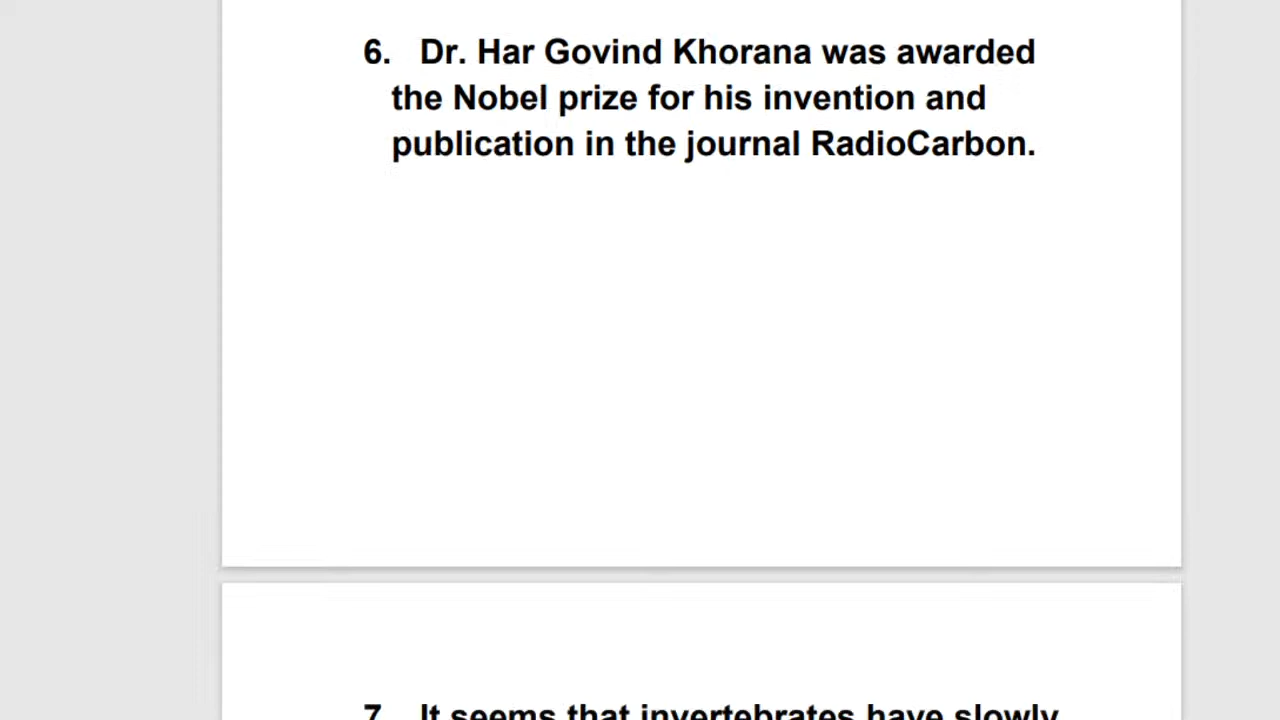 6. Dr. Har Govind Khorana was awarded
the Nobel prize for his invention and
publication in the journal RadioCarbon.
7. It seems that invertebrates have slowly